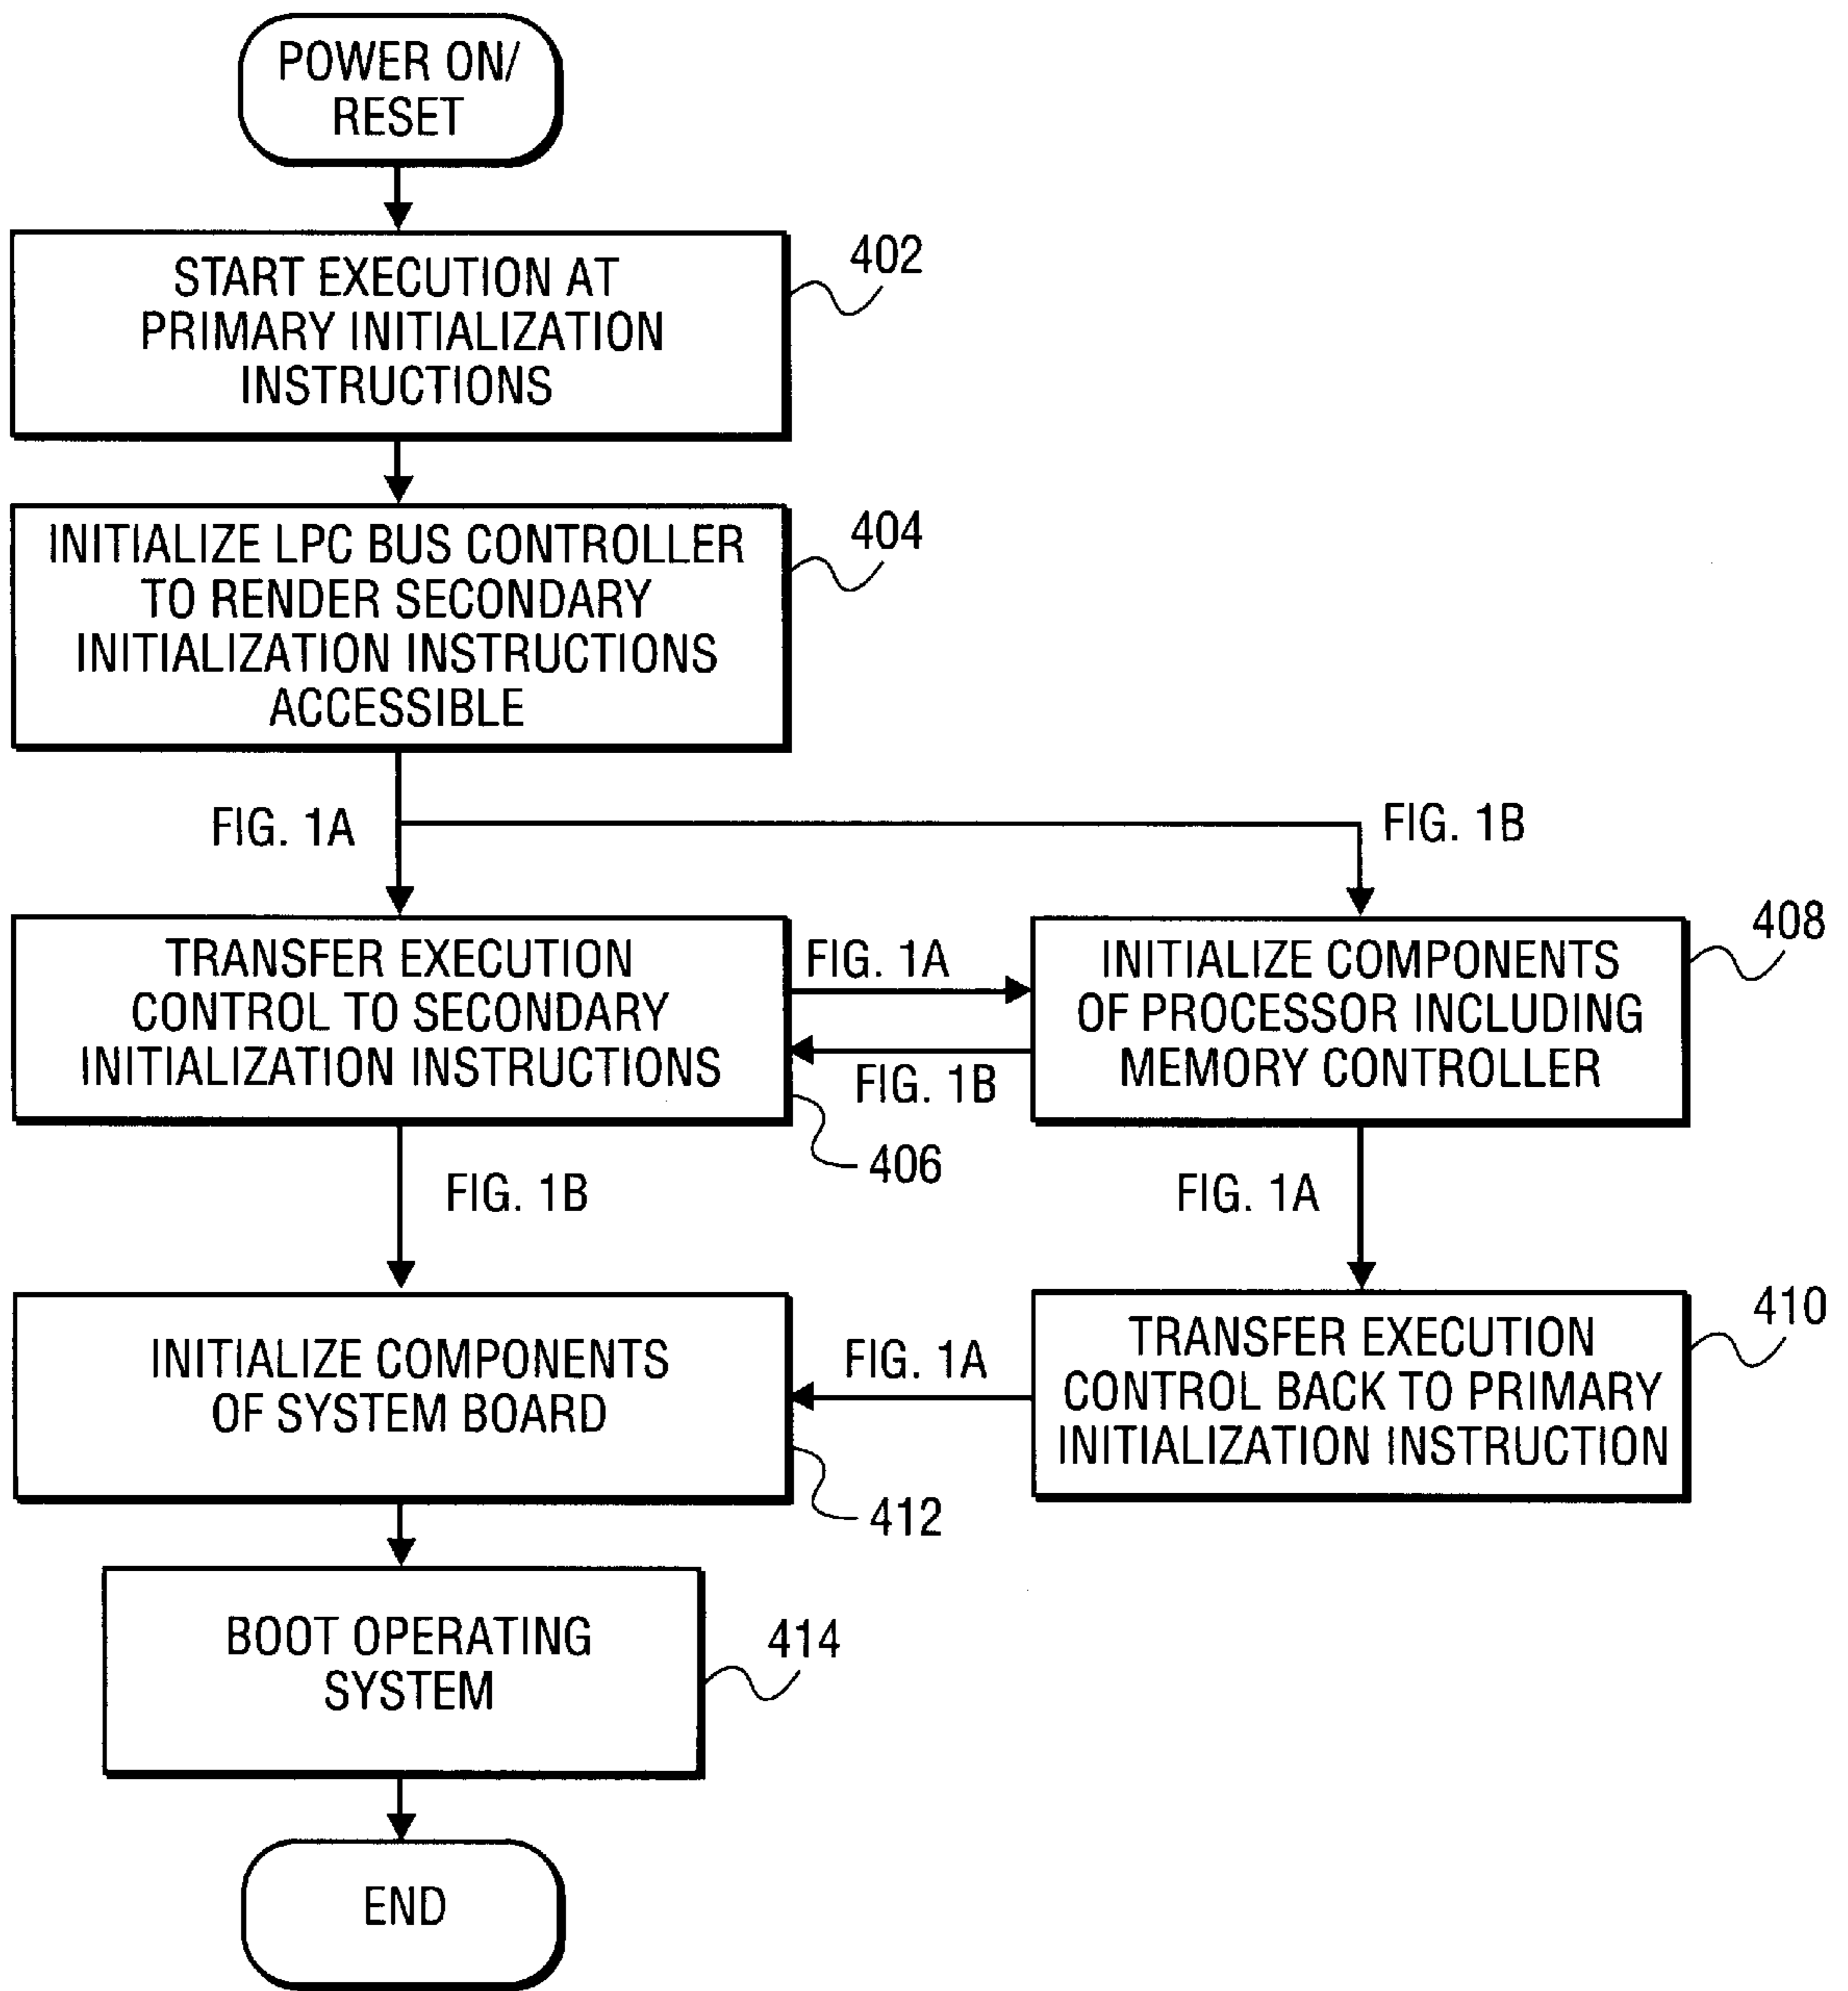 POWER ON/
RESET
402
START EXECUTION AT
PRIMARY INITIALIZATION
INSTRUCTIONS
404
INITIALIZE LPC BUS CONTROLLER
TO RENDER SECONDARY
INITIALIZATION INSTRUCTIONS
ACCESSIBLE
FIG. 1A
FIG. 1B
TRANSFER EXECUTION
CONTROL TO SECONDARY
INITIALIZATION INSTRUCTIONS
406
FIG. 1A
FIG. 1B
408
INITIALIZE COMPONENTS
OF PROCESSOR INCLUDING
MEMORY CONTROLLER
FIG. 1B
FIG. 1A
INITIALIZE COMPONENTS
OF SYSTEM BOARD
412
FIG. 1A
410
TRANSFER EXECUTION
CONTROL BACK TO PRIMARY
INITIALIZATION INSTRUCTION
BOOT OPERATING
SYSTEM
414
END